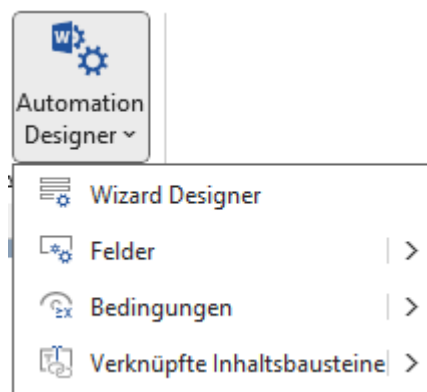 Automation
Designer
Wizard Designer
Felder
Bedingungen
Verknüpfte Inhaltsbausteine